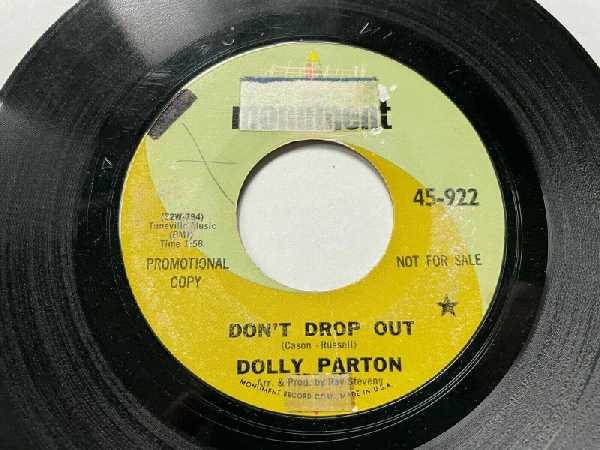 monument
45-922
(Z2W-794)
Tuneville Music
(BMI)
Time 1:58
PROMOTIONAL
COPY
NOT FOR SALE
DON'T DROP OUT
(Cason - Russell)
DOLLY PARTON
Arr. & Prod. by Ray Stevens
MONUMENT RECORD CORP., MADE IN U.S.A.